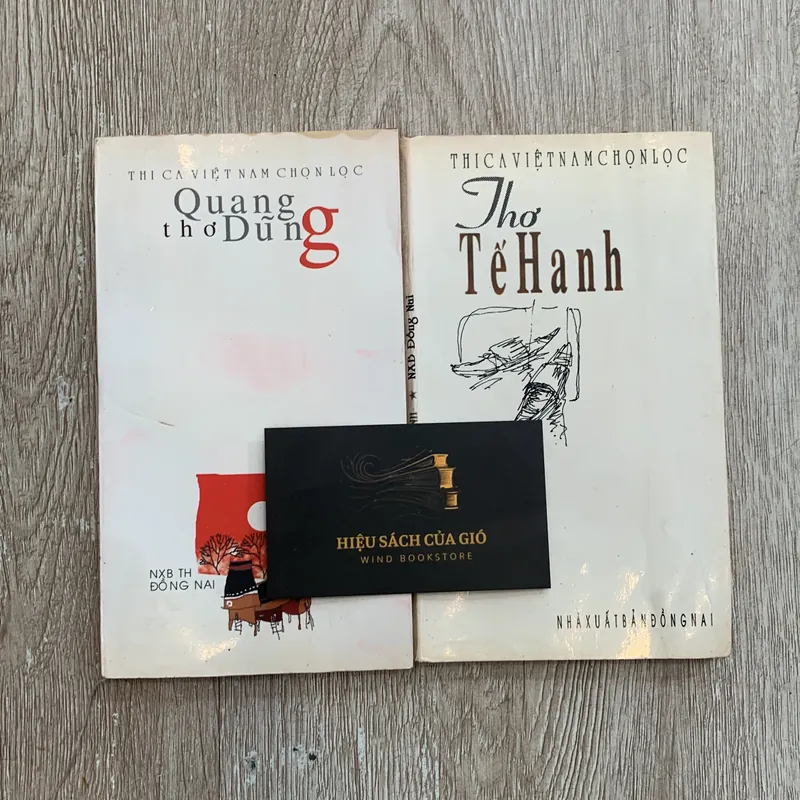 THI CA VIỆT NAM CHỌN LỌC
Quang
thơ Dũng
NXB TH
ĐỒNG NAI
THI CA VIỆT NAM CHỌN LỌC
Thơ
Tế Hanh
NXB Đồng Nai
NHÀ XUẤT BẢN ĐỒNG NAI
HIỆU SÁCH CỦA GIÓ
WIND BOOKSTORE